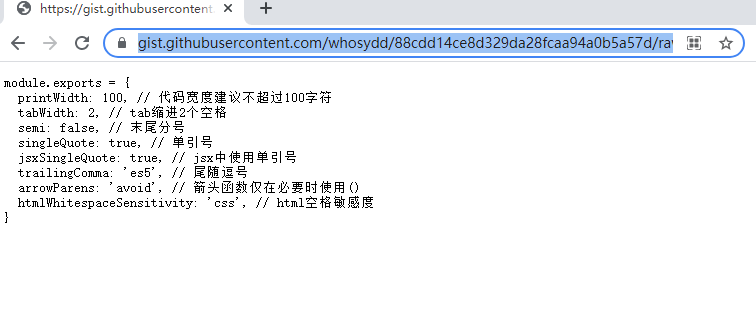 https://gist.githubusercontent
gist.githubusercontent.com/whosydd/88cdd14ce8d329da28fcaa94a0b5a57d/ra
module.exports = {
printWidth: 100, // 代码宽度建议不超过100字符
tabWidth: 2, // tab缩进2个空格
semi: false, // 末尾分号
singleQuote: true, // 单引号
jsxSingleQuote: true, // jsx中使用单引号
trailingComma: 'es5', // 尾随逗号
arrowParens: 'avoid', // 箭头函数仅在必要时使用()
htmlWhitespaceSensitivity: 'css', // html空格敏感度
}